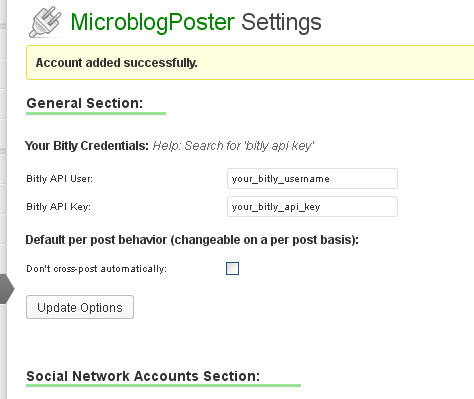 MicroblogPoster Settings
Account added successfully.
General Section:
Your Bitly Credentials: Help: Search for 'bitly api key'
Bitly API User: your_bitly_username
Bitly API Key: your_bitly_api_key
Default per post behavior (changeable on a per post basis):
Don't cross-post automatically:
Update Options
Social Network Accounts Section: